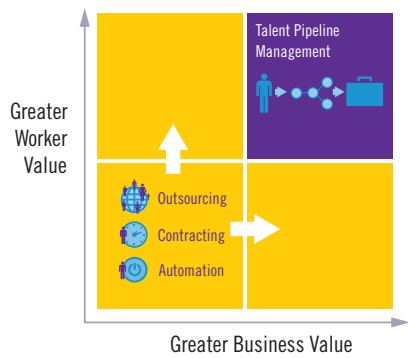 Talent Pipeline
Management
Greater
Worker
Value
Outsourcing
Contracting
Automation
Greater Business Value